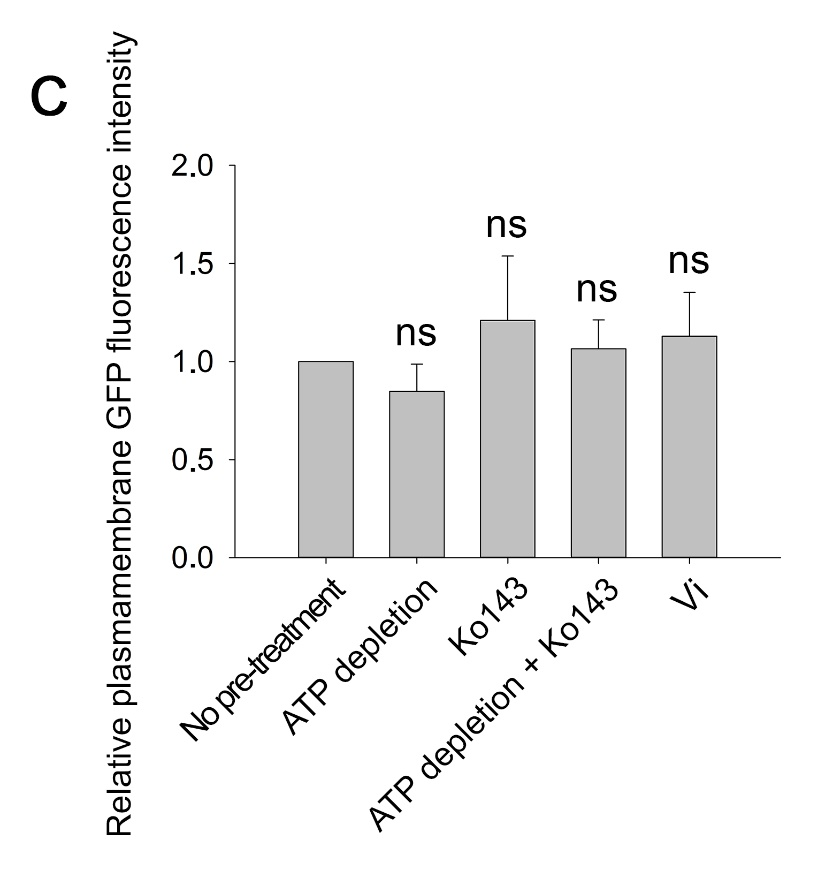 C
Relative plasmamembrane GFP fluorescence intensity
2.0
1.5
1.0
0.5
0.0
ns
ns
ns
ns
No pre-treatment
ATP depletion
Ko143
ATP depletion + Ko143
Vi